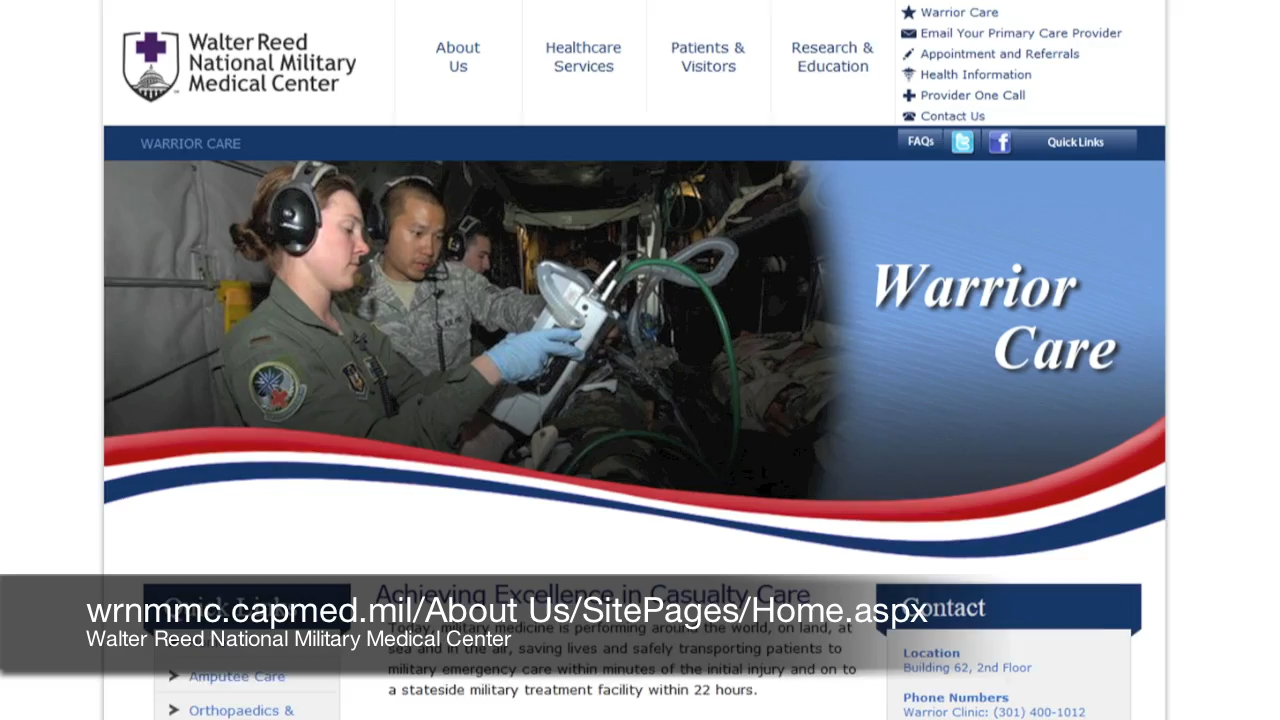 Walter Reed
National Military
Medical Center
About
Us
Healthcare
Services
Patients &
Visitors
Research &
Education
Warrior Care
Email Your Primary Care Provider
Appointment and Referrals
Health Information
Provider One Call
Contact Us
WARRIOR CARE
FAQs
Quick Links
Warrior
Care
Quick Links
Achieving Excellence in Casualty Care
Contact
wrnmmc.capmed.mil/About Us/SitePages/Home.aspx
Walter Reed National Military Medical Center
Today, military medicine is performing around the world, on land, at
sea and in the air, saving lives and safely transporting patients to
military emergency care within minutes of the initial injury and on to
a stateside military treatment facility within 22 hours.
Amputee Care
Orthopaedics &
Location
Building 62, 2nd Floor
Phone Numbers
Warrior Clinic: (301) 400-1012